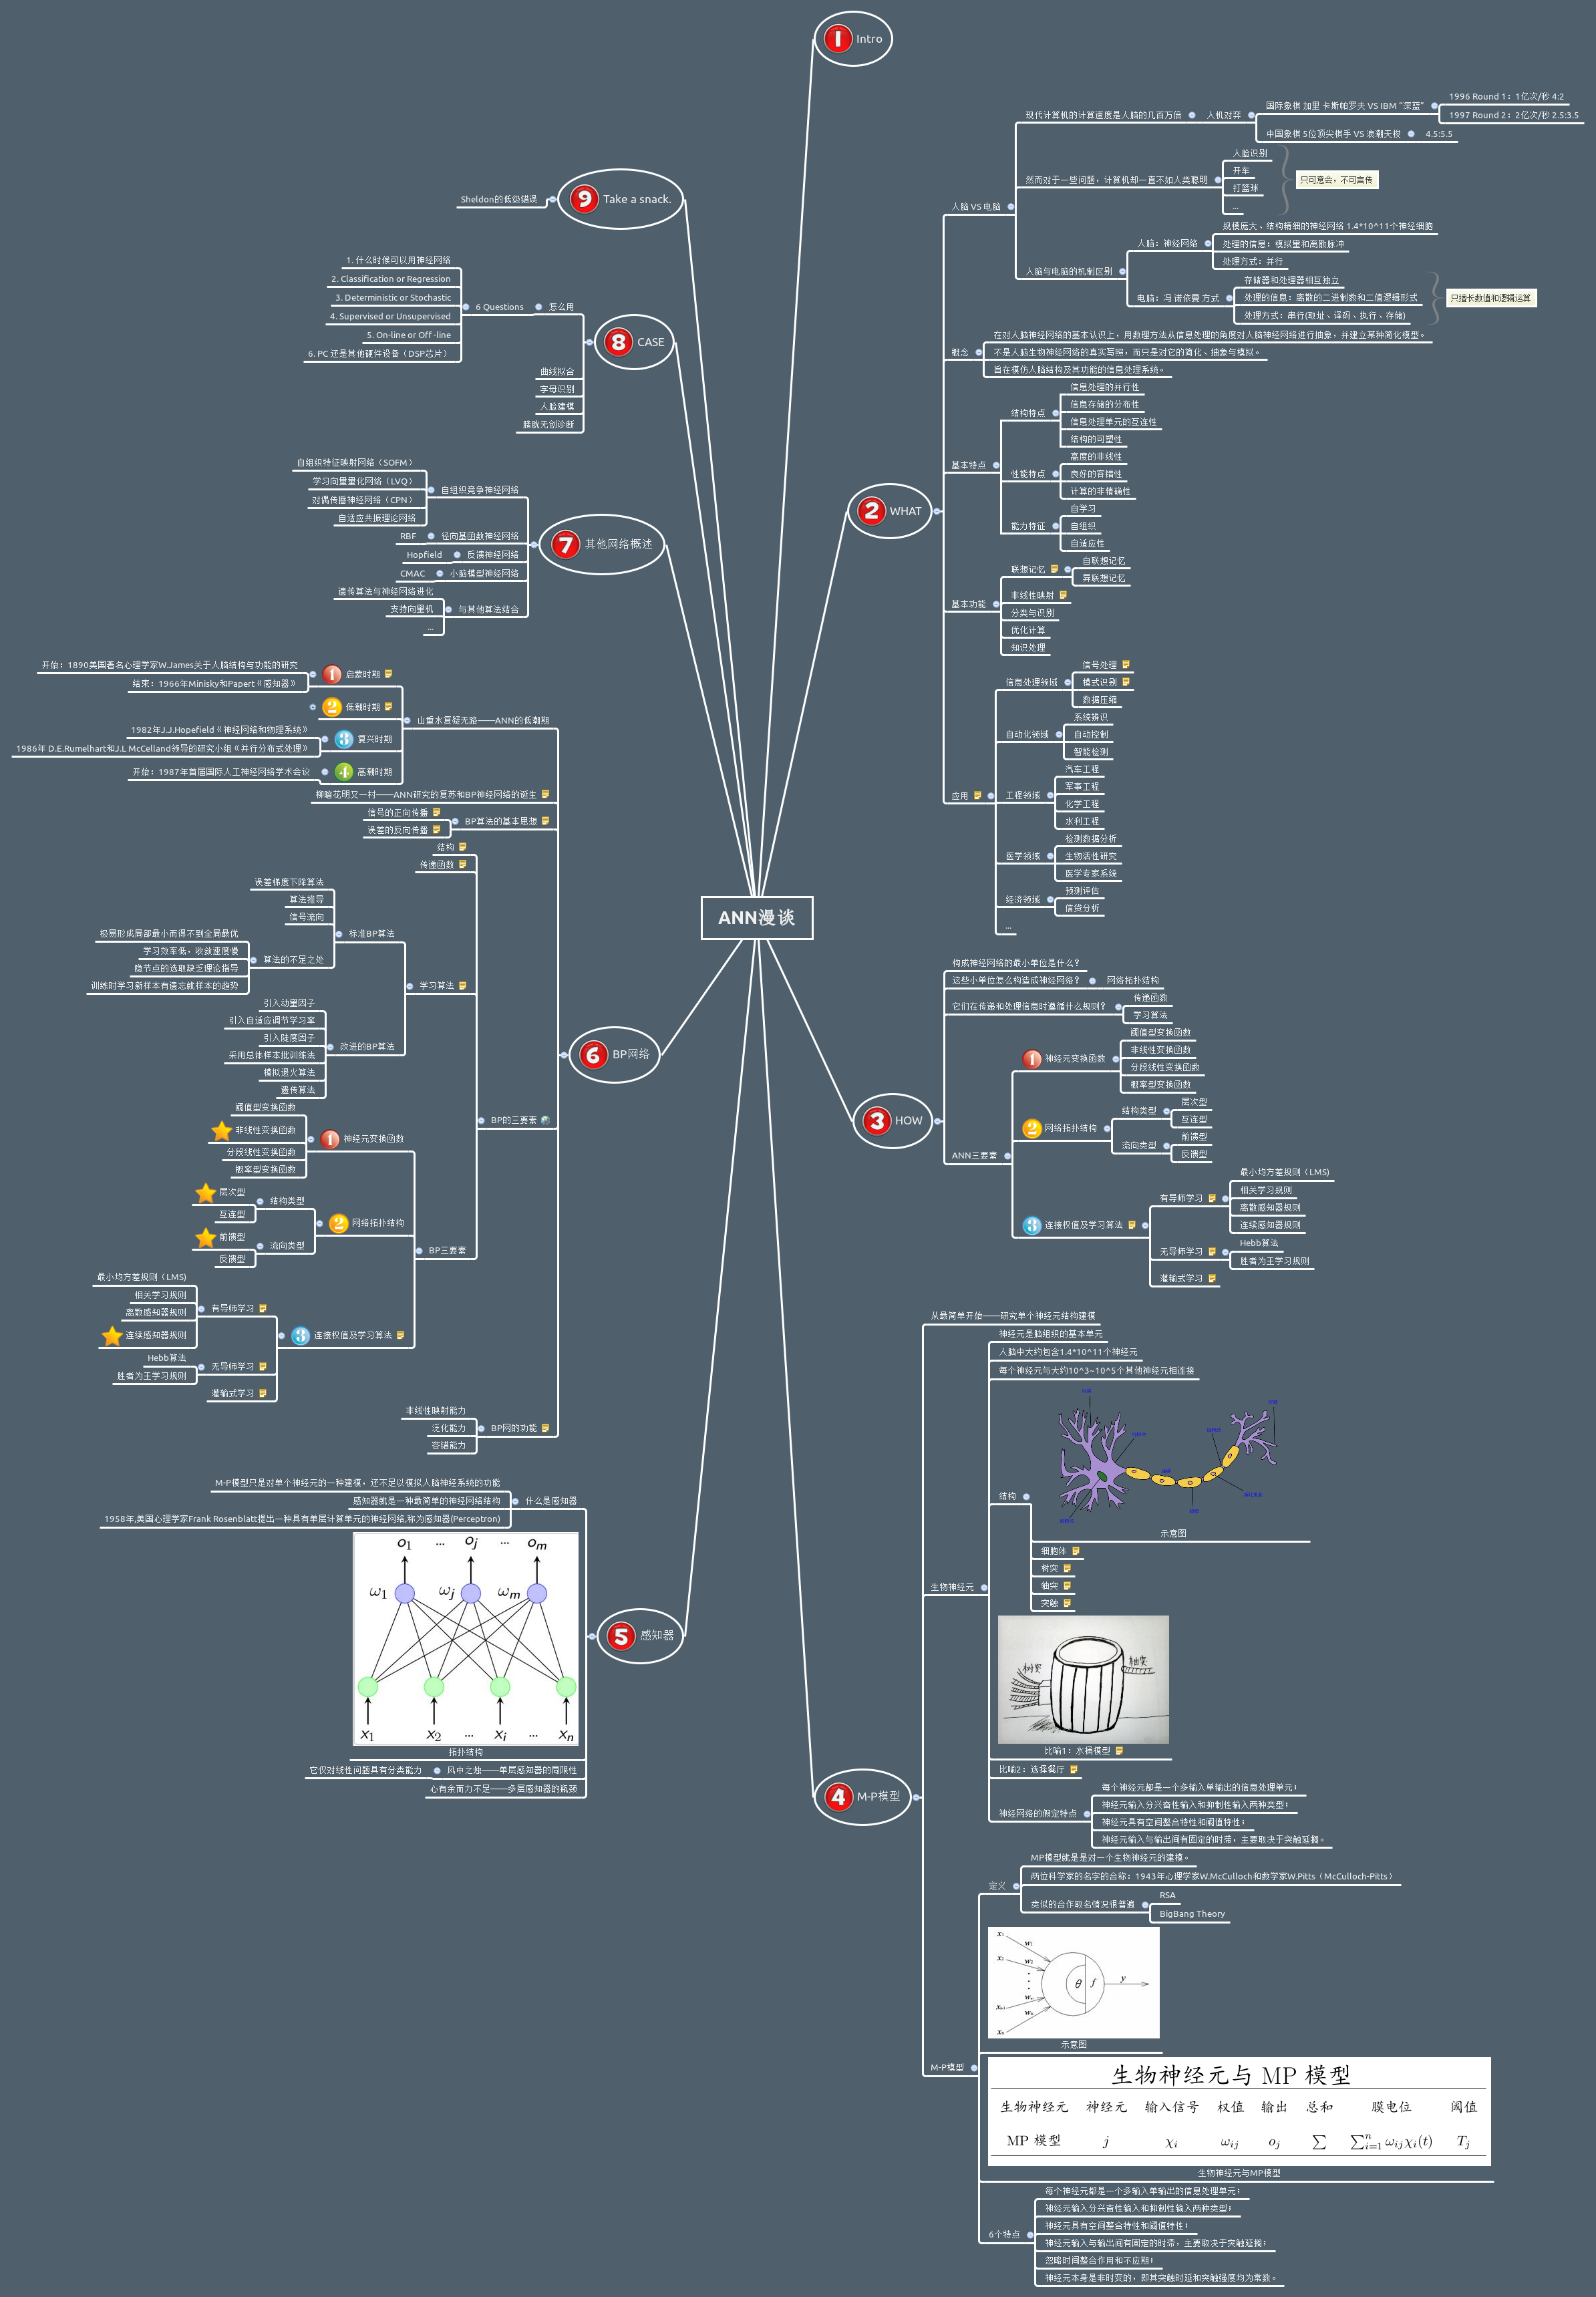 ANN漫谈
1 Intro
2 WHAT
人脑 VS 电脑
现代计算机的计算速度是人脑的几百万倍
人机对弈
国际象棋 加里 卡斯帕罗夫 VS IBM “深蓝”
1996 Round 1：1亿次/秒 4:2
1997 Round 2：2亿次/秒 2.5:3.5
中国象棋 5位顶尖棋手 VS 浪潮天梭
4.5:5.5
然而对于一些问题，计算机却一直不如人类聪明
人脸识别
开车
打篮球
...
只可意会，不可言传
人脑与电脑的机制区别
人脑：神经网络
规模庞大、结构精细的神经网络 1.4*10^11个神经细胞
处理的信息：模拟量和离散脉冲
处理方式：并行
电脑：冯 诺依曼 方式
存储器和处理器相互独立
处理的信息：离散的二进制数和二值逻辑形式
处理方式：串行(取址、译码、执行、存储)
只擅长数值和逻辑运算
概念
在对人脑神经网络的基本认识上，用数理方法从信息处理的角度对人脑神经网络进行抽象，并建立某种简化模型。
不是人脑生物神经网络的真实写照，而只是对它的简化、抽象与模拟。
旨在模仿人脑结构及其功能的信息处理系统。
基本特点
结构特点
信息处理的并行性
信息存储的分布性
信息处理单元的互连性
结构的可塑性
性能特点
高度的非线性
良好的容错性
计算的非精确性
能力特征
自学习
自组织
自适应性
基本功能
联想记忆
自联想记忆
异联想记忆
非线性映射
分类与识别
优化计算
知识处理
应用
信息处理领域
信号处理
模式识别
数据压缩
自动化领域
系统辨识
自动控制
智能检测
工程领域
汽车工程
军事工程
化学工程
水利工程
医学领域
检测数据分析
生物活性研究
医学专家系统
经济领域
预测评估
信贷分析
...
3 HOW
构成神经网络的最小单位是什么？
这些小单位怎么构造成神经网络？
网络拓扑结构
它们在传递和处理信息时遵循什么规则？
传递函数
学习算法
ANN三要素
1 神经元变换函数
阈值型变换函数
非线性变换函数
分段线性变换函数
概率型变换函数
2 网络拓扑结构
结构类型
层次型
互连型
流向类型
前馈型
反馈型
3 连接权值及学习算法
有导师学习
最小均方差规则（LMS)
相关学习规则
离散感知器规则
连续感知器规则
无导师学习
Hebb算法
胜者为王学习规则
灌输式学习
4 M-P模型
从最简单开始——研究单个神经元结构建模
生物神经元
神经元是脑组织的基本单元
人脑中大约包含1.4*10^11个神经元
每个神经元与大约10^3~10^5个其他神经元相连接
结构
示意图
细胞体
树突
轴突
突触
树突
轴突
比喻1：水桶模型
比喻2：选择餐厅
神经网络的假定特点
每个神经元都是一个多输入单输出的信息处理单元；
神经元输入分兴奋性输入和抑制性输入两种类型；
神经元具有空间整合特性和阈值特性；
神经元输入与输出间有固定的时滞，主要取决于突触延搁。
M-P模型
定义
MP模型就是是对一个生物神经元的建模。
两位科学家的名字的合称：1943年心理学家W.McCulloch和数学家W.Pitts（McCulloch-Pitts）
类似的合作取名情况很普遍
RSA
BigBang Theory
θ f y
示意图
生物神经元与 MP 模型
生物神经元 神经元 输入信号 权值 输出 总和 膜电位 阈值
MP 模型 j χi ωij oj ∑ ∑ni=1 ωijχi(t) Tj
生物神经元与MP模型
6个特点
每个神经元都是一个多输入单输出的信息处理单元；
神经元输入分兴奋性输入和抑制性输入两种类型；
神经元具有空间整合特性和阈值特性；
神经元输入与输出间有固定的时滞，主要取决于突触延搁；
忽略时间整合作用和不应期；
神经元本身是非时变的，即其突触时延和突触强度均为常数。
5 感知器
什么是感知器
M-P模型只是对单个神经元的一种建模，还不足以模拟人脑神经系统的功能
感知器就是一种最简单的神经网络结构
1958年,美国心理学家Frank Rosenblatt提出一种具有单层计算单元的神经网络,称为感知器(Perceptron)
o1 ... oj ... om
ω1 ωj ωm
x1 x2 ... xi ... xn
拓扑结构
风中之烛——单层感知器的局限性
它仅对线性问题具有分类能力
心有余而力不足——多层感知器的瓶颈
6 BP网络
山重水复疑无路——ANN的低潮期
1 启蒙时期
开始：1890美国著名心理学家W.James关于人脑结构与功能的研究
结束：1966年Minisky和Papert《感知器》
2 低潮时期
3 复兴时期
1982年J.J.Hopefield《神经网络和物理系统》
1986年 D.E.Rumelhart和J.L McCelland领导的研究小组《并行分布式处理》
4 高潮时期
开始：1987年首届国际人工神经网络学术会议
柳暗花明又一村——ANN研究的复苏和BP神经网络的诞生
BP算法的基本思想
信号的正向传播
误差的反向传播
BP的三要素
结构
传递函数
学习算法
标准BP算法
误差梯度下降算法
算法推导
信号流向
算法的不足之处
极易形成局部最小而得不到全局最优
学习效率低，收敛速度慢
隐节点的选取缺乏理论指导
训练时学习新样本有遗忘就样本的趋势
改进的BP算法
引入动量因子
引入自适应调节学习率
引入陡度因子
采用总体样本批训练法
模拟退火算法
遗传算法
BP三要素
1 神经元变换函数
阈值型变换函数
非线性变换函数
分段线性变换函数
概率型变换函数
2 网络拓扑结构
结构类型
层次型
互连型
流向类型
前馈型
反馈型
3 连接权值及学习算法
有导师学习
最小均方差规则（LMS)
相关学习规则
离散感知器规则
连续感知器规则
无导师学习
Hebb算法
胜者为王学习规则
灌输式学习
BP网的功能
非线性映射能力
泛化能力
容错能力
7 其他网络概述
自组织竞争神经网络
自组织特征映射网络（SOFM）
学习向量量化网络（LVQ）
对偶传播神经网络（CPN）
自适应共振理论网络
径向基函数神经网络
RBF
反馈神经网络
Hopfield
小脑模型神经网络
CMAC
与其他算法结合
遗传算法与神经网络进化
支持向量机
...
8 CASE
怎么用
6 Questions
1. 什么时候可以用神经网络
2. Classification or Regression
3. Deterministic or Stochastic
4. Supervised or Unsupervised
5. On-line or Off -line
6. PC 还是其他硬件设备（DSP芯片）
曲线拟合
字母识别
人脸建模
膀胱无创诊断
9 Take a snack.
Sheldon的低级错误